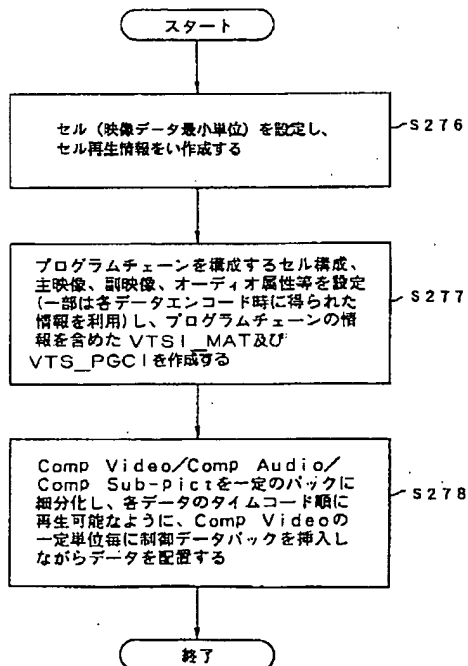 スタート
セル（映像データ最小単位）を設定し、
セル再生情報をい作成する
S276
プログラムチェーンを構成するセル構成、
主映像、副映像、オーディオ属性等を設定
(一部は各データエンコード時に得られた
情報を利用)し、プログラムチェーンの情
報を含めた VTSI_MAT及び
VTS_PGCIを作成する
S277
Comp Video/Comp Audio/
Comp Sub-pictを一定のパックに
細分化し、各データのタイムコード順に
再生可能なように、Comp Videoの
一定単位毎に制御データパックを挿入し
ながらデータを配置する
S278
終了